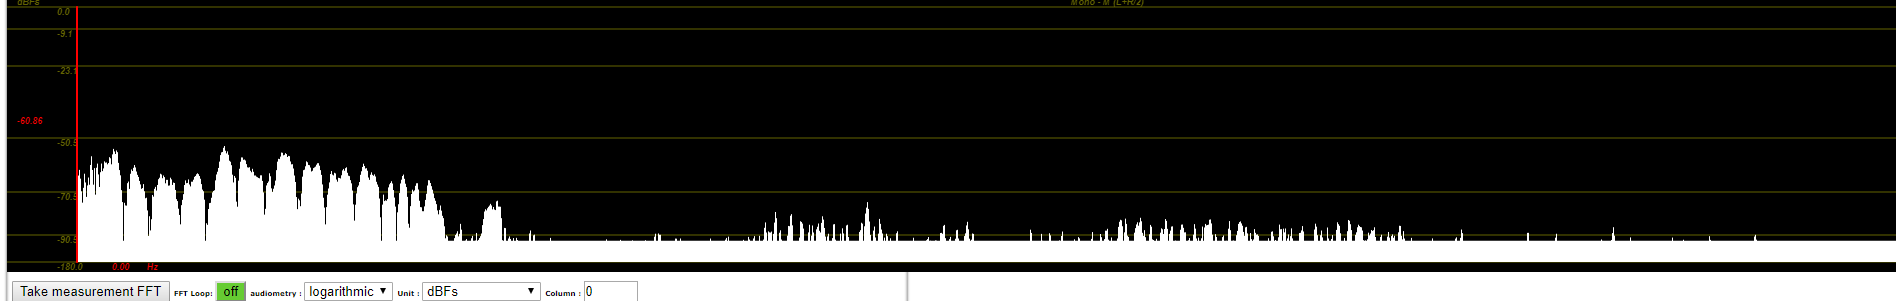 dBFs
Mono - M (L+R/2)
0.0
-9.1
-23.1
-60.86
-50.5
-70.5
-90.5
-180.0 0.00 Hz
Take measurement FFT FFT Loop: off audiometry : logarithmic Unit : dBFs Column : 0